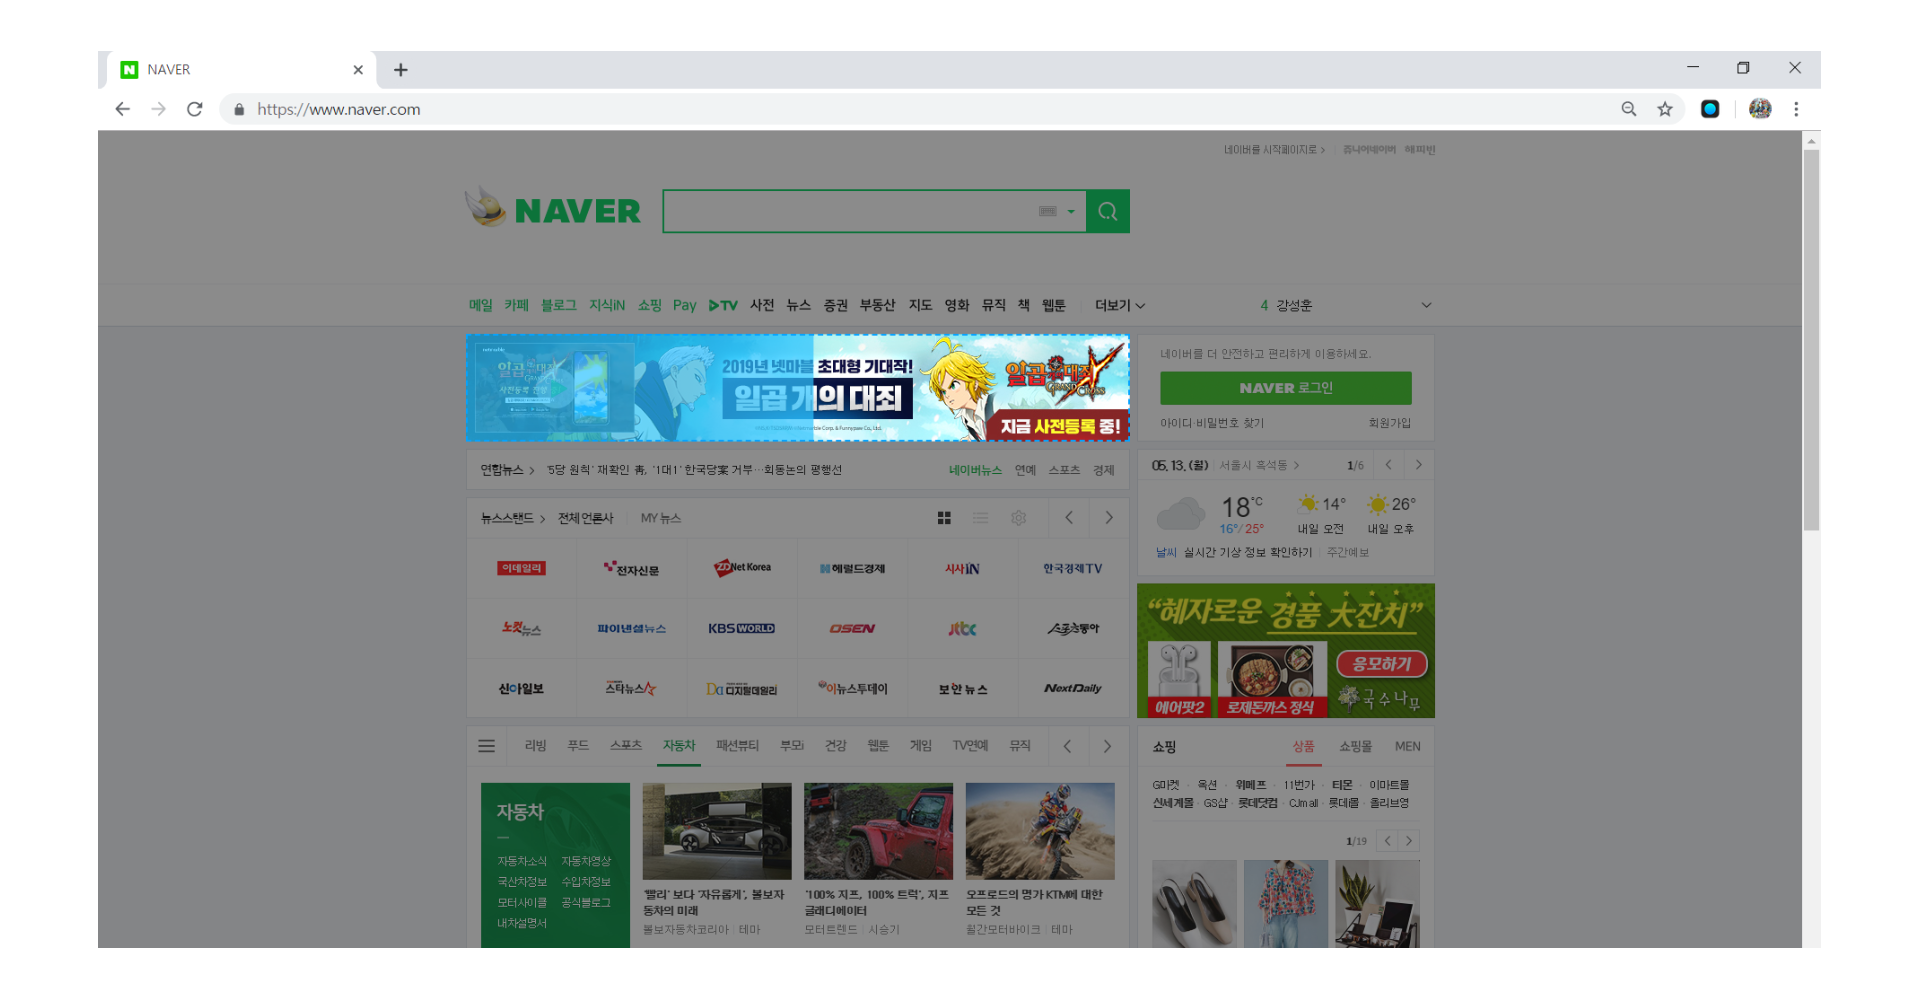 NAVER
https://www.naver.com
네이버를 시작페이지로 > 쥬니어네이버 해피빈
NAVER
메일 카페 블로그 지식iN 쇼핑 Pay ▶TV 사전 뉴스 증권 부동산 지도 영화 뮤직 책 웹툰 더보기
4 강성훈
일곱개의 대죄
GRAND CROSS
2019년 넷마블 초대형 기대작!
일곱 개의 대죄
일곱개의 대죄
GRAND CROSS
지금 사전등록 중!
네이버를 더 안전하고 편리하게 이용하세요.
NAVER 로그인
아이디·비밀번호 찾기 회원가입
연합뉴스 > '5당 원칙' 재확인 靑, '1대1' 한국당案 거부…회동논의 평행선
네이버뉴스 연예 스포츠 경제
05.13.(월) 서울시 흑석동 > 1/6
18°C 14° 26°
16°/25° 내일 오전 내일 오후
날씨 실시간 기상 정보 확인하기 주간예보
뉴스스탠드 > 전체언론사 MY뉴스
이데일리 전자신문 ZDNet Korea 헤럴드경제 시사IN 한국경제TV
노컷뉴스 파이낸셜뉴스 KBS WORLD OSEN JTBC 스포츠동아
신아일보 스타뉴스 DD 디지털데일리 이뉴스투데이 보안뉴스 NextDaily
“혜자로운 경품 大잔치”
응모하기
에어팟2 로제돈까스 정식 국수나무
리빙 푸드 스포츠 자동차 패션뷰티 부모i 건강 웹툰 게임 TV연예 뮤직
자동차
자동차소식 자동차영상
국산차정보 수입차정보
모터사이클 공식블로그
내차설명서
'빨리' 보다 '자유롭게', 볼보자동차의 미래
볼보자동차코리아 테마
'100% 지프, 100% 트럭', 지프 글래디에이터
모터트렌드 시승기
오프로드의 명가 KTM에 대한 모든 것
월간모터바이크 테마
쇼핑 상품 쇼핑몰 MEN
G마켓 · 옥션 · 위메프 · 11번가 · 티몬 · 이마트몰
신세계몰 · GS샵 · 롯데닷컴 · CJmall · 롯데몰 · 올리브영
1/19